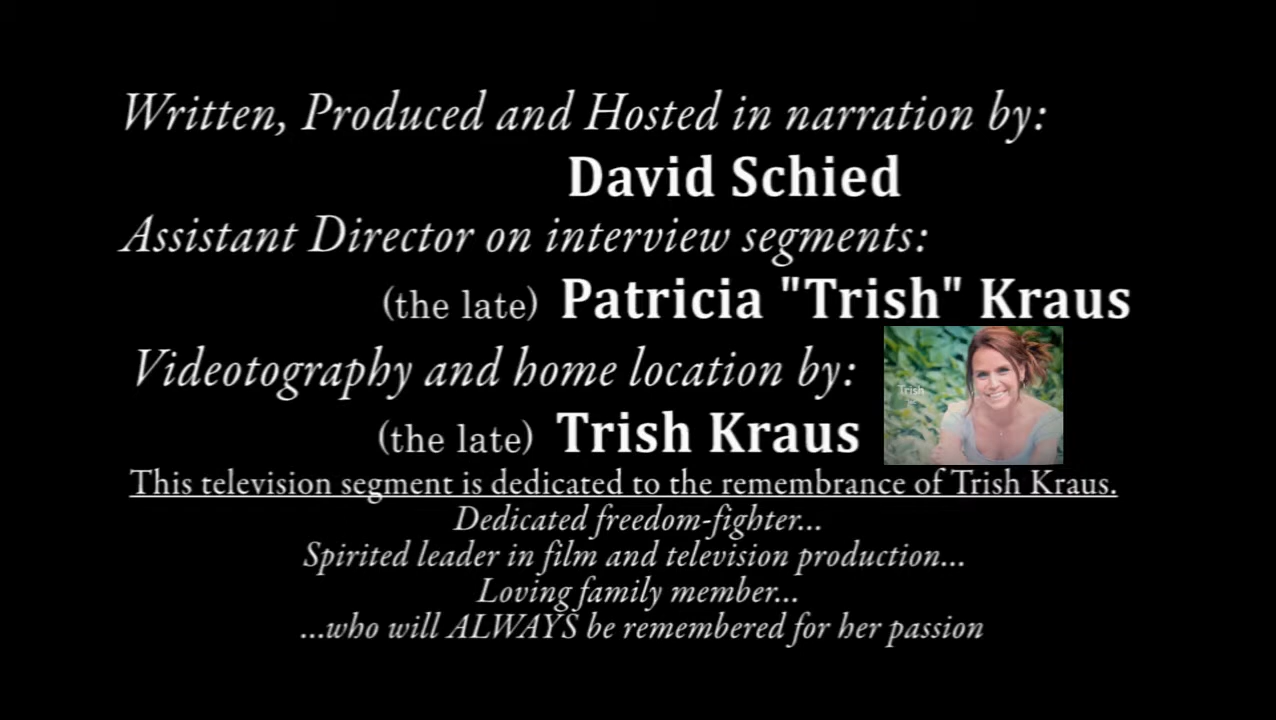 Written, Produced and Hosted in narration by:
David Schied
Assistant Director on interview segments:
(the late) Patricia "Trish" Kraus
Videotography and home location by:
Trish
(the late) Trish Kraus
This television segment is dedicated to the remembrance of Trish Kraus.
Dedicated freedom-fighter...
Spirited leader in film and television production...
Loving family member...
...who will ALWAYS be remembered for her passion